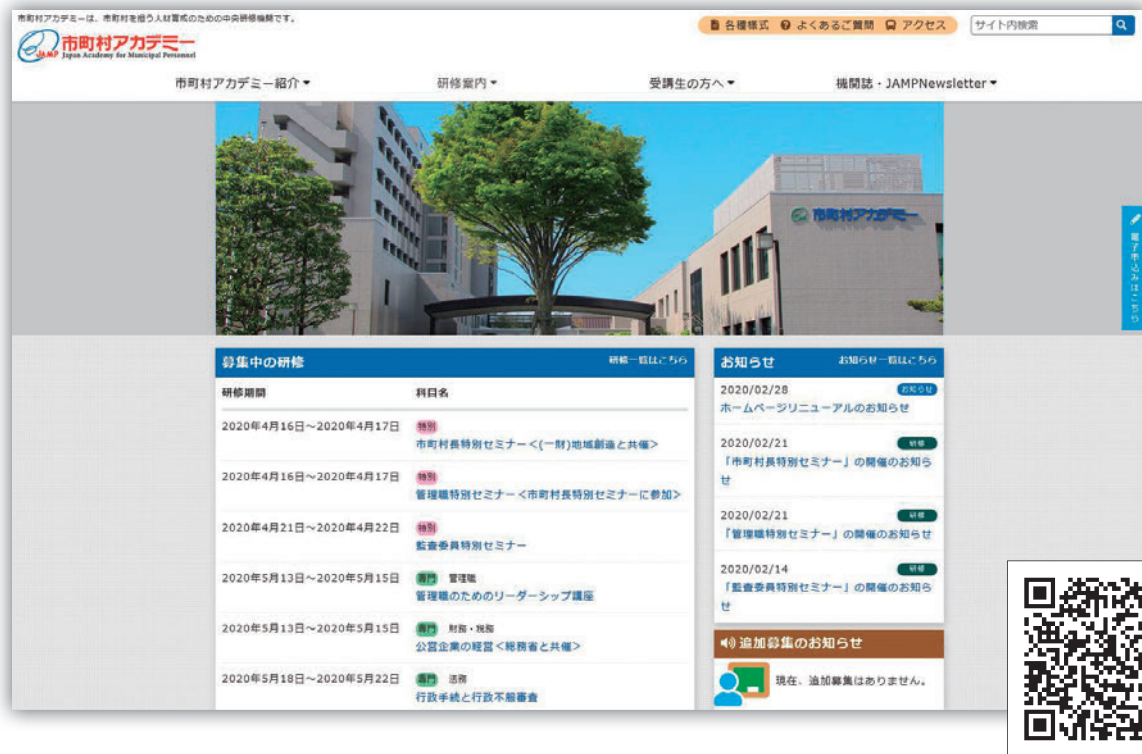 市町村アカデミーは、市町村を担う人材育成のための中央研修機関です。
JAMP 市町村アカデミー
Japan Academy for Municipal Personnel
各種様式 よくあるご質問 アクセス
サイト内検索
市町村アカデミー紹介 研修案内 受講生の方へ 機関誌・JAMPNewsletter
市町村アカデミー
電子申込みはこちら
募集中の研修 研修一覧はこちら
研修期間 科目名
2020年4月16日～2020年4月17日 特別
市町村長特別セミナー<(一財)地域創造と共催>
2020年4月16日～2020年4月17日 特別
管理職特別セミナー<市町村長特別セミナーに参加>
2020年4月21日～2020年4月22日 特別
監査委員特別セミナー
2020年5月13日～2020年5月15日 専門 管理職
管理職のためのリーダーシップ講座
2020年5月13日～2020年5月15日 専門 財務・税務
公営企業の経営<総務省と共催>
2020年5月18日～2020年5月22日 専門 法務
行政手続と行政不服審査
お知らせ お知らせ一覧はこちら
2020/02/28 お知らせ
ホームページリニューアルのお知らせ
2020/02/21 研修
「市町村長特別セミナー」の開催のお知ら
せ
2020/02/21 研修
「管理職特別セミナー」の開催のお知らせ
2020/02/14 研修
「監査委員特別セミナー」の開催のお知ら
せ
追加募集のお知らせ
現在、追加募集はありません。